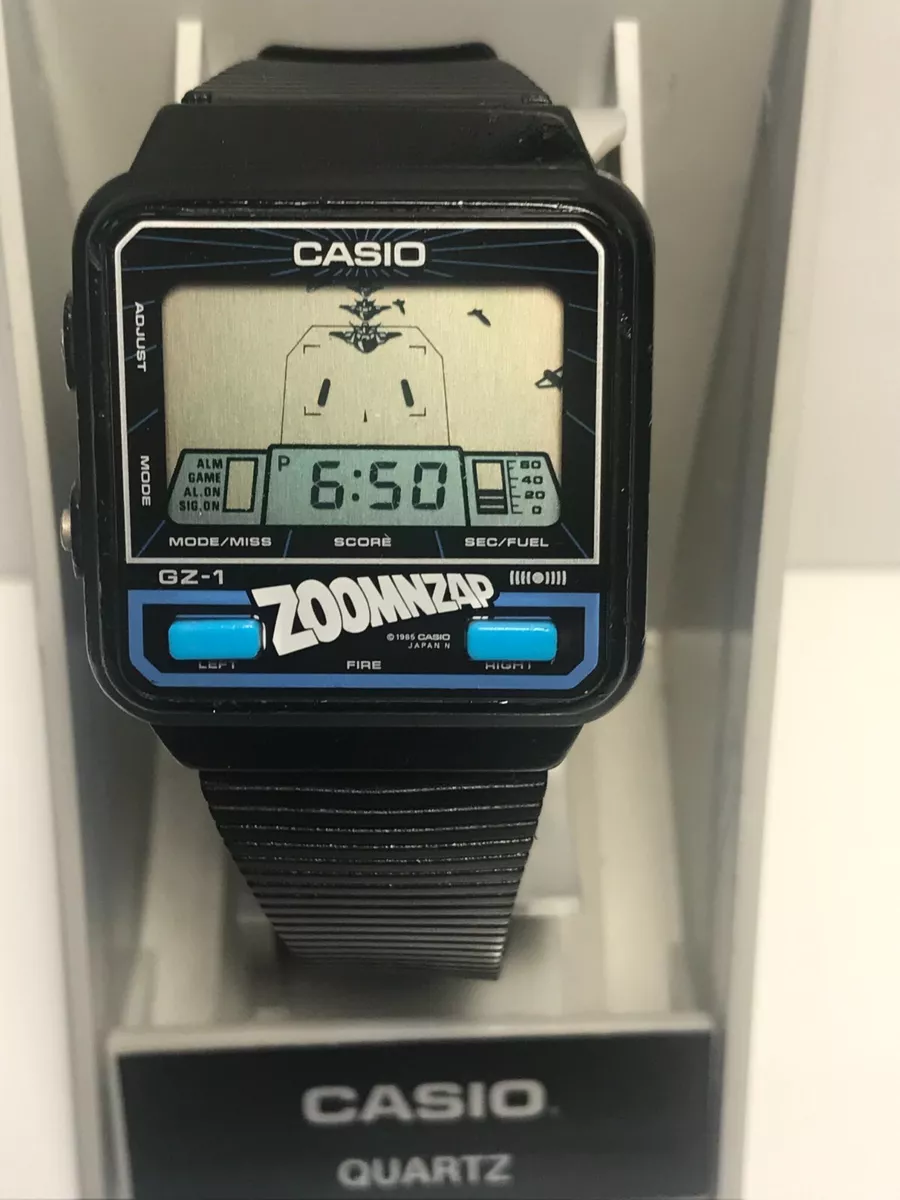 CASIO
ADJUST
MODE
ALM
GAME
AL.ON
SIG.ON
P 6:50
60
40
20
0
MODE/MISS SCORE SEC/FUEL
GZ-1
ZOOMNZAP
©1985 CASIO
JAPAN N
LEFT FIRE RIGHT
CASIO
QUARTZ